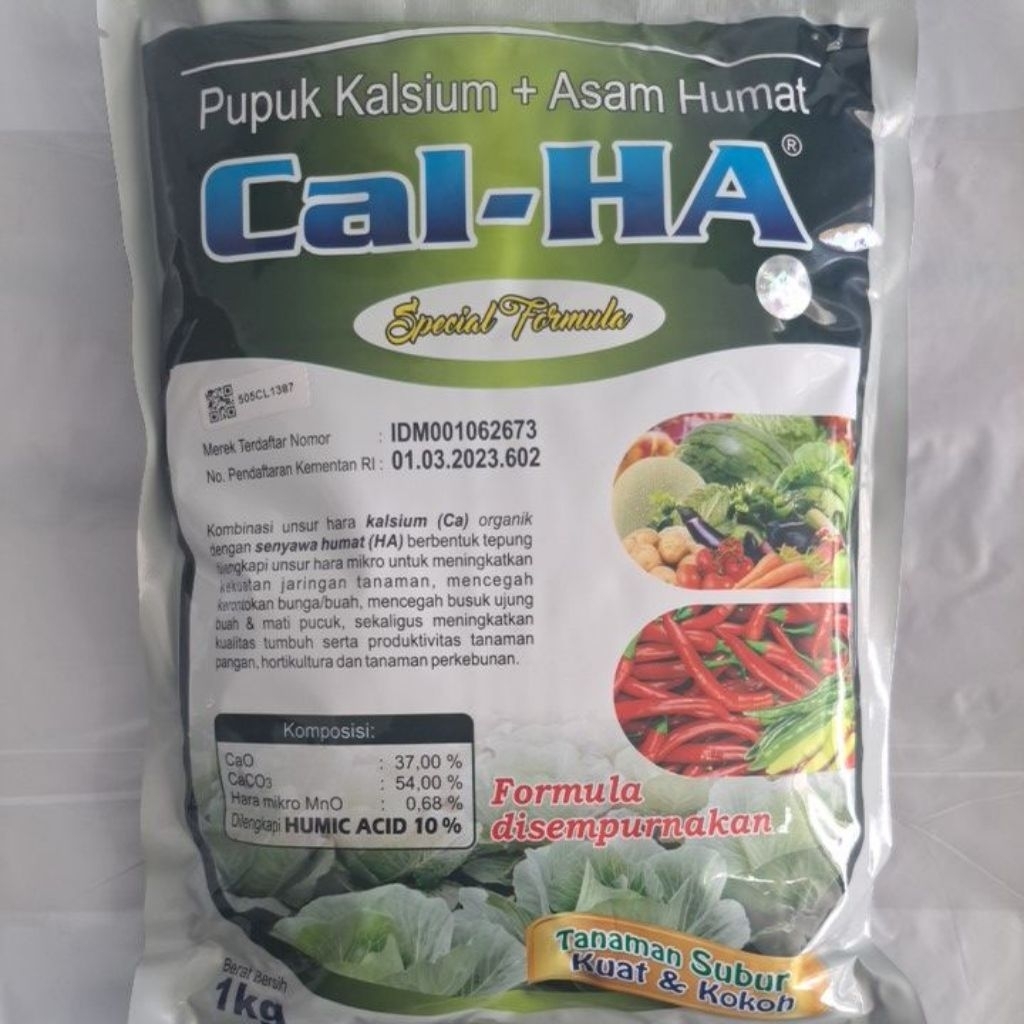 Pupuk Kalsium + Asam Humat
Cal-HA®
Special Formula
505CL1387
Merek Terdaftar Nomor : IDM001062673
No. Pendaftaran Kementan RI : 01.03.2023.602
Kombinasi unsur hara kalsium (Ca) organik
dengan senyawa humat (HA) berbentuk tepung
unsur hara mikro untuk meningkatkan
kekuatan jaringan tanaman, mencegah
kerontokan bunga/buah, mencegah busuk ujung
buah & mati pucuk, sekaligus meningkatkan
kualitas tumbuh serta produktivitas tanaman
pangan, hortikultura dan tanaman perkebunan.
Komposisi:
CaO : 37,00 %
CaCO₃ : 54,00 %
Hara mikro MnO : 0,68 %
Dilengkapi HUMIC ACID 10 %
Formula
disempurnakan
Tanaman Subur
Kuat & Kokoh
Berat Bersih
1kg